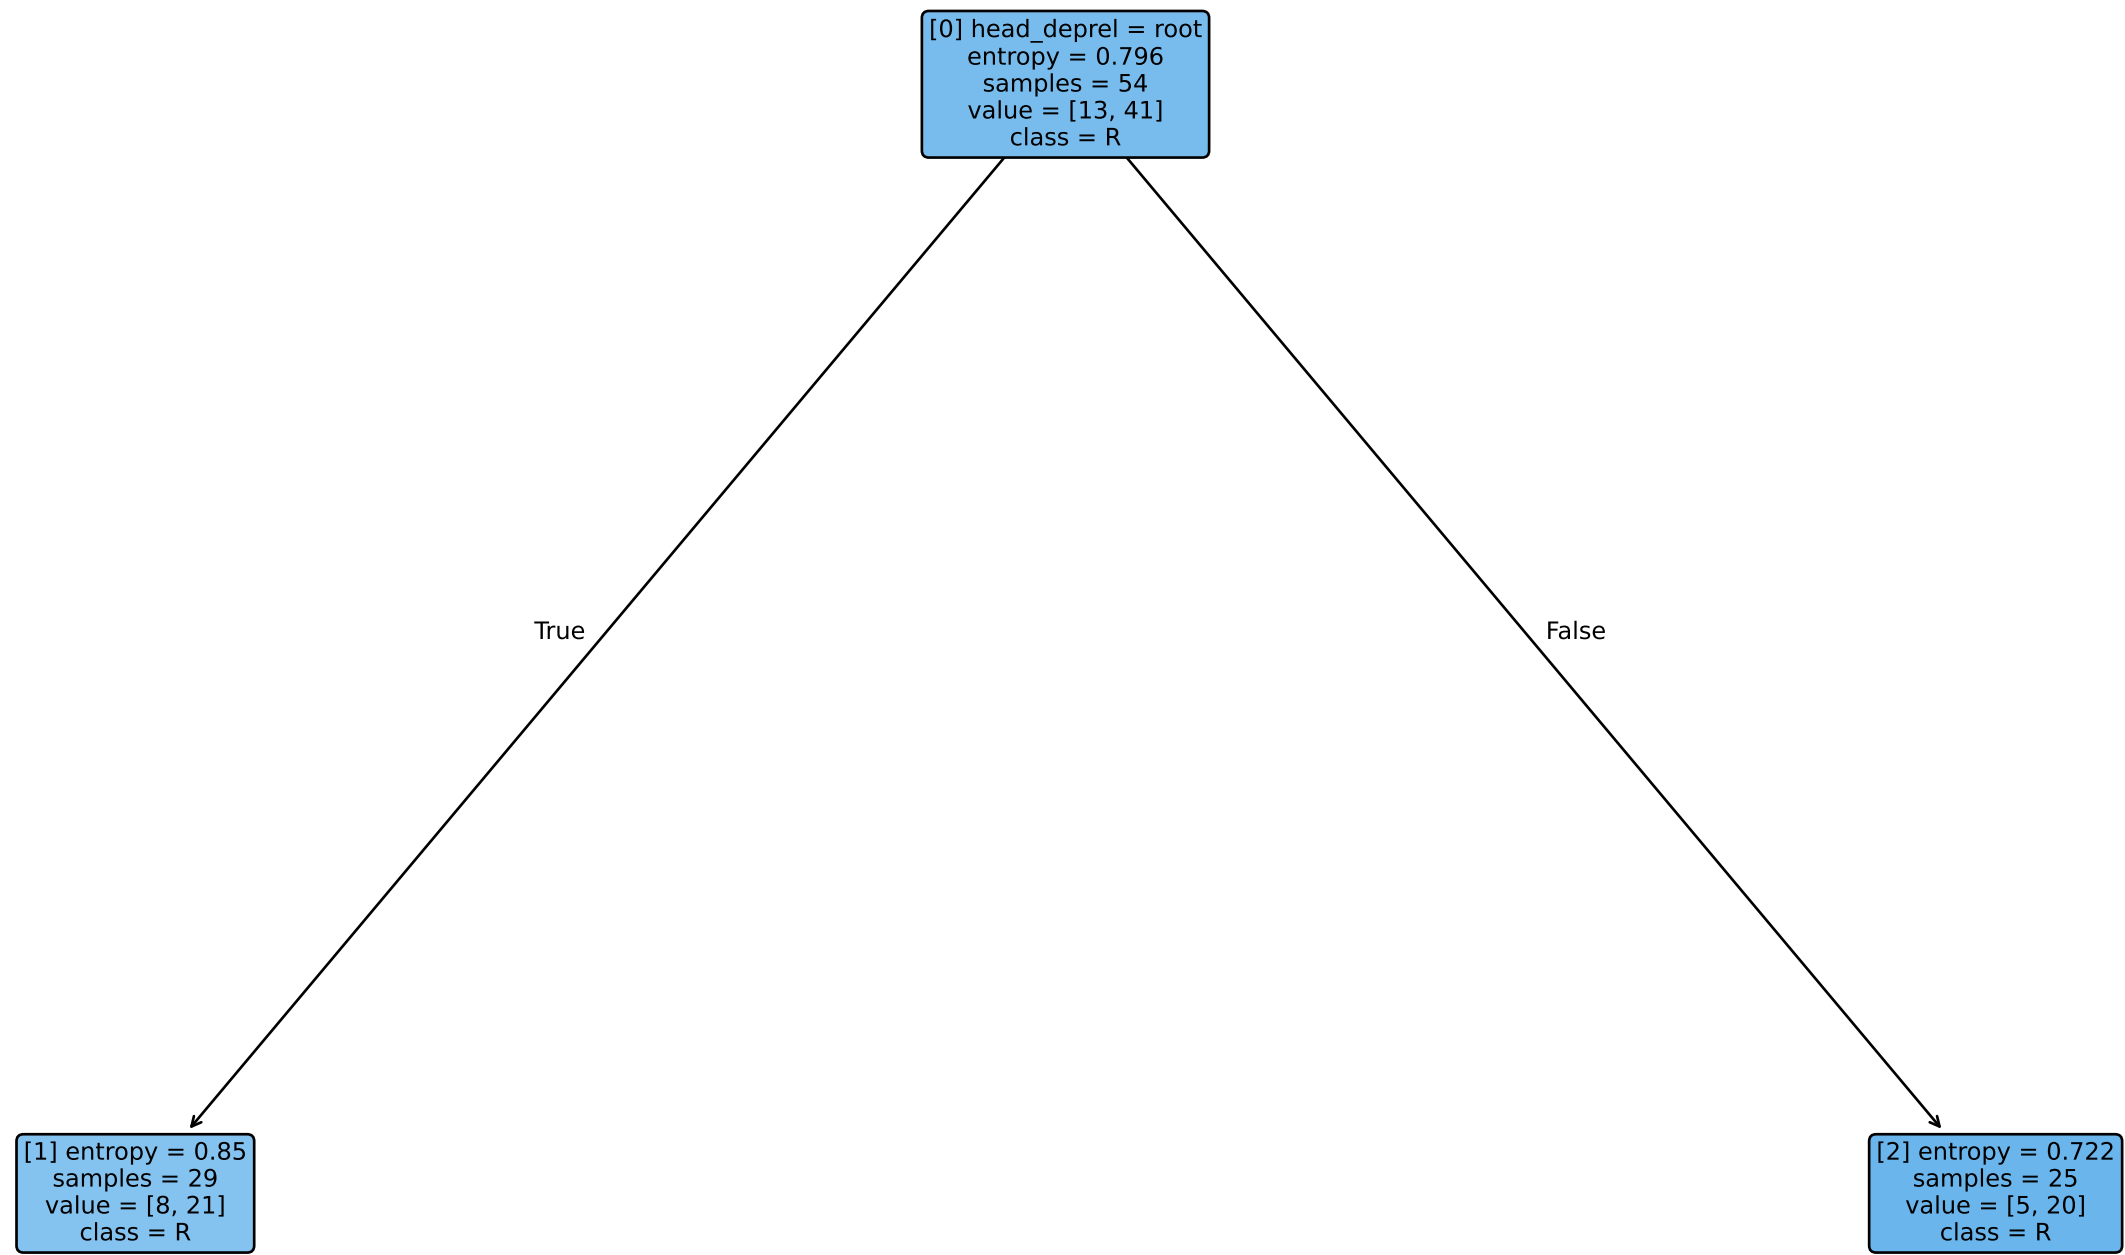 [0] head_deprel = root
entropy = 0.796
samples = 54
value = [13, 41]
class = R
True
False
[1] entropy = 0.85
samples = 29
value = [8, 21]
class = R
[2] entropy = 0.722
samples = 25
value = [5, 20]
class = R